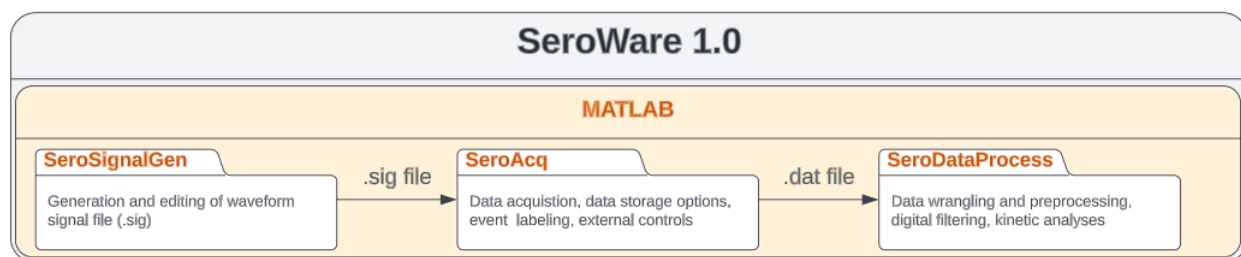 SeroWare 1.0
MATLAB
SeroSignalGen
Generation and editing of waveform
signal file (.sig)
.sig file
SeroAcq
Data acquistion, data storage options,
event labeling, external controls
.dat file
SeroDataProcess
Data wrangling and preprocessing,
digital filtering, kinetic analyses